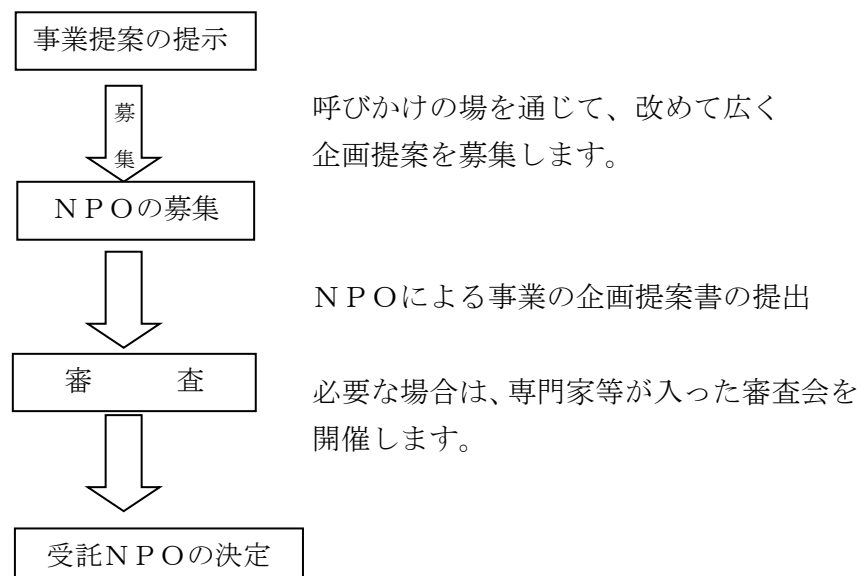 事業提案の提示
募
集
呼びかけの場を通じて、改めて広く
企画提案を募集します。
ＮＰＯの募集
ＮＰＯによる事業の企画提案書の提出
審　　　査
必要な場合は、専門家等が入った審査会を
開催します。
受託ＮＰＯの決定